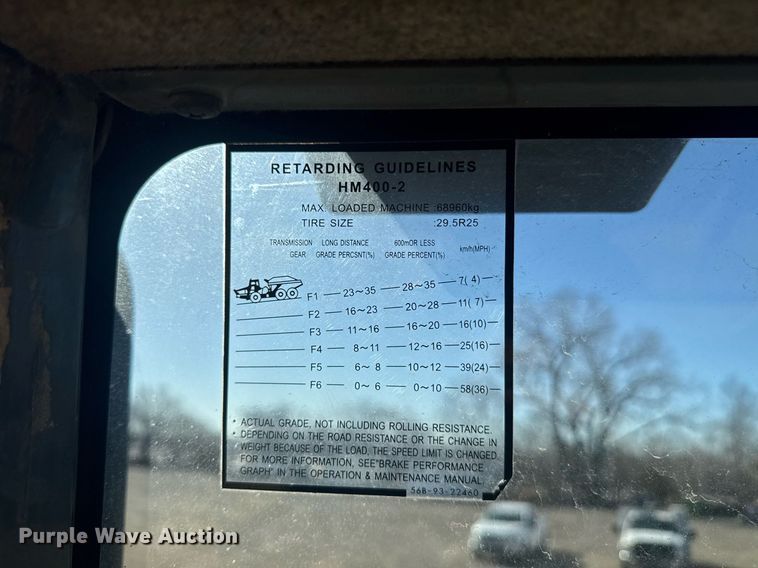 RETARDING GUIDELINES
HM400-2
MAX. LOADED MACHINE :68960kg
TIRE SIZE :29.5R25
TRANSMISSION LONG DISTANCE 600mOR LESS km/h(MPH)
GEAR GRADE PERCSNT(%) GRADE PERCENT(%)
F1 23~35 28~35 7( 4)
F2 16~23 20~28 11( 7)
F3 11~16 16~20 16(10)
F4 8~11 12~16 25(16)
F5 6~ 8 10~12 39(24)
F6 0~ 6 0~10 58(36)
* ACTUAL GRADE, NOT INCLUDING ROLLING RESISTANCE.
* DEPENDING ON THE ROAD RESISTANCE OR THE CHANGE IN
WEIGHT BECAUSE OF THE LOAD, THE SPEED LIMIT IS CHANGED.
FOR MORE INFORMATION, SEE"BRAKE PERFORMANCE
GRAPH" IN THE OPERATION & MAINTENANCE MANUAL.
56B-93-22460
Purple Wave Auction